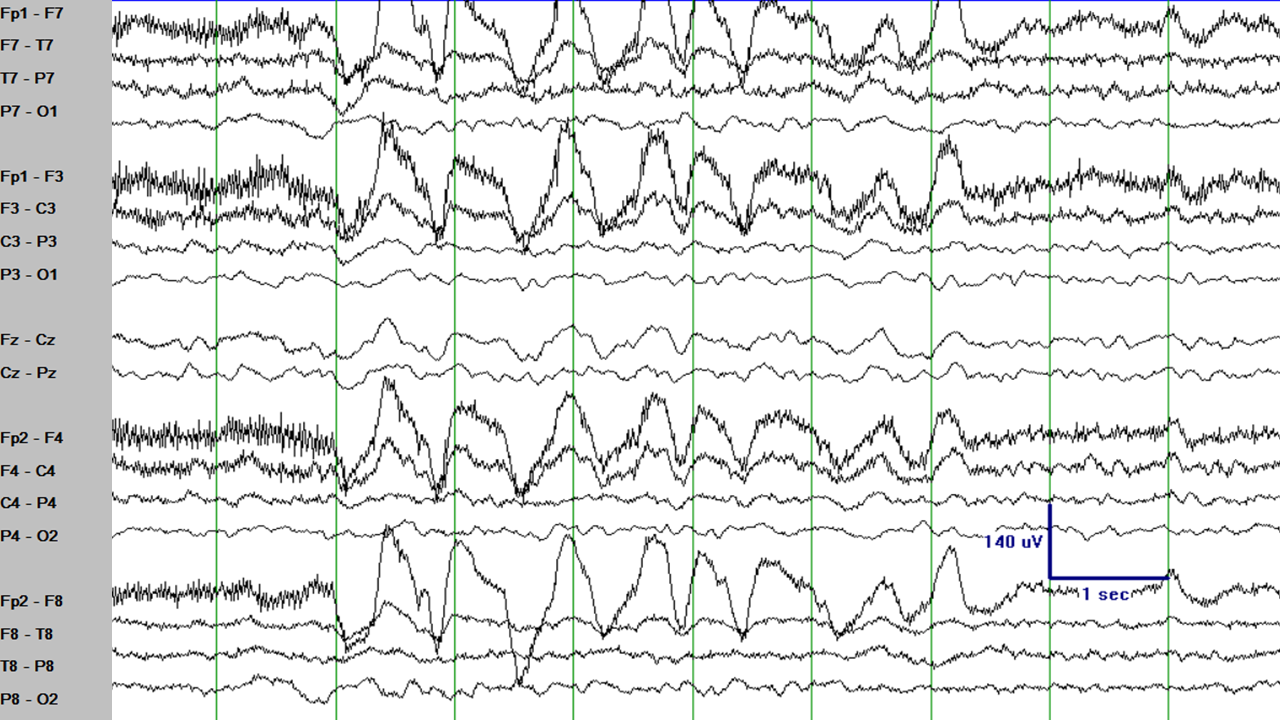 Fp1 - F7
F7 - T7
T7 - P7
P7 - O1
Fp1 - F3
F3 - C3
C3 - P3
P3 - O1
Fz - Cz
Cz - Pz
Fp2 - F4
F4 - C4
C4 - P4
P4 - O2
140 uV
1 sec
Fp2 - F8
F8 - T8
T8 - P8
P8 - O2